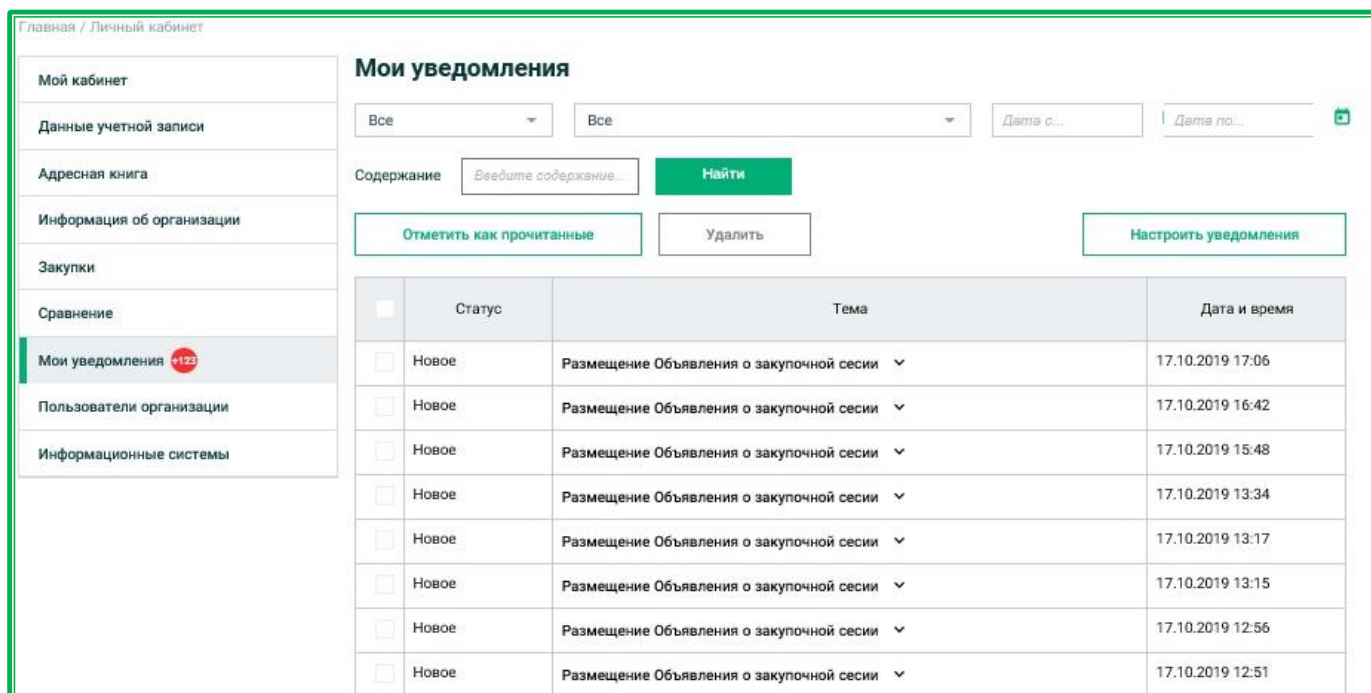 Главная / Личный кабинет
Мой кабинет
Данные учетной записи
Адресная книга
Информация об организации
Закупки
Сравнение
Мои уведомления +123
Пользователи организации
Информационные системы
Мои уведомления
Все Все Дата с... Дата по...
Содержание Введите содержание... Найти
Отметить как прочитанные Удалить Настроить уведомления
Статус Тема Дата и время
Новое Размещение Объявления о закупочной сесии 17.10.2019 17:06
Новое Размещение Объявления о закупочной сесии 17.10.2019 16:42
Новое Размещение Объявления о закупочной сесии 17.10.2019 15:48
Новое Размещение Объявления о закупочной сесии 17.10.2019 13:34
Новое Размещение Объявления о закупочной сесии 17.10.2019 13:17
Новое Размещение Объявления о закупочной сесии 17.10.2019 13:15
Новое Размещение Объявления о закупочной сесии 17.10.2019 12:56
Новое Размещение Объявления о закупочной сесии 17.10.2019 12:51